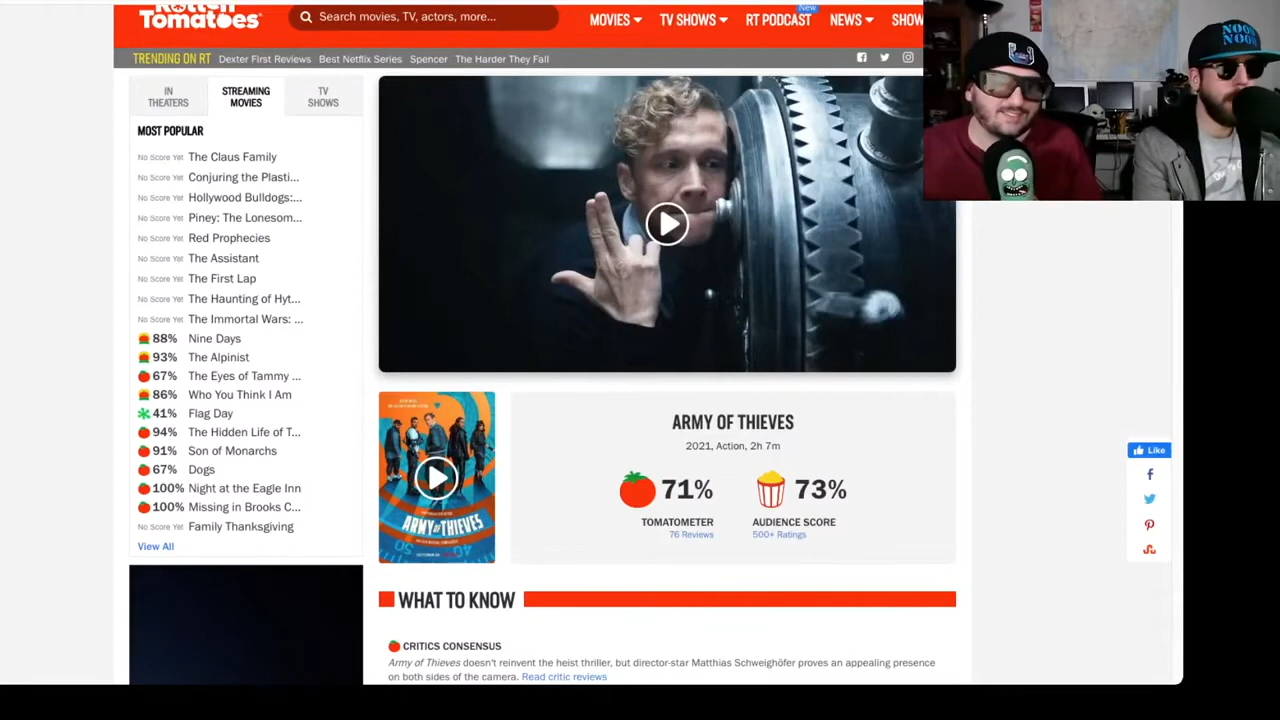 Rotten
Tomatoes
Search movies, TV, actors, more...
MOVIES
TV SHOWS
RT PODCAST
New
NEWS
SHOW
TRENDING ON RT
Dexter First Reviews
Best Netflix Series
Spencer
The Harder They Fall
IN
THEATERS
STREAMING
MOVIES
TV
SHOWS
MOST POPULAR
No Score Yet The Claus Family
No Score Yet Conjuring the Plasti...
No Score Yet Hollywood Bulldogs:...
No Score Yet Piney: The Lonesom...
No Score Yet Red Prophecies
No Score Yet The Assistant
No Score Yet The First Lap
No Score Yet The Haunting of Hyt...
No Score Yet The Immortal Wars: ...
88% Nine Days
93% The Alpinist
67% The Eyes of Tammy ...
86% Who You Think I Am
41% Flag Day
94% The Hidden Life of T...
91% Son of Monarchs
67% Dogs
100% Night at the Eagle Inn
100% Missing in Brooks C...
No Score Yet Family Thanksgiving
View All
NOOB
NOOB
ARMY OF THIEVES
OCTOBER 29
ARMY OF THIEVES
2021, Action, 2h 7m
71%
73%
TOMATOMETER
AUDIENCE SCORE
76 Reviews
500+ Ratings
Like
WHAT TO KNOW
CRITICS CONSENSUS
Army of Thieves doesn't reinvent the heist thriller, but director-star Matthias Schweighöfer proves an appealing presence
on both sides of the camera. Read critic reviews